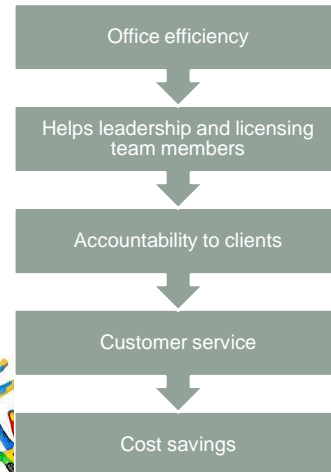 Office efficiency
Helps leadership and licensing
team members
Accountability to clients
Customer service
Cost savings